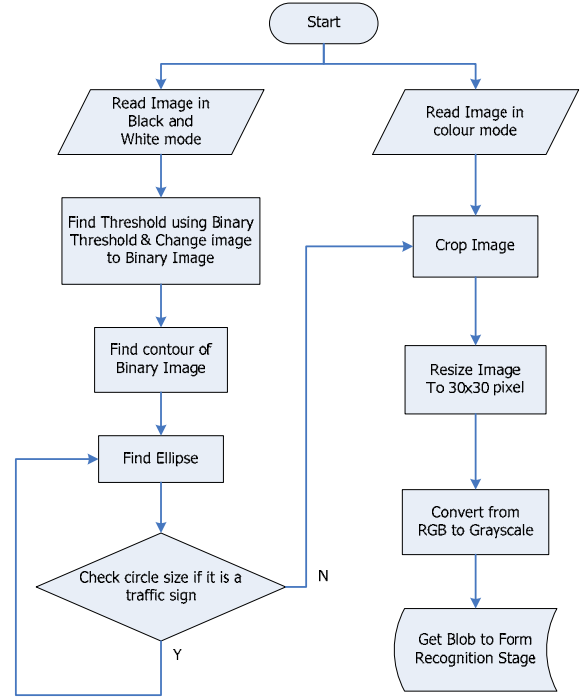 Start
Read Image in
Black and
White mode
Read Image in
colour mode
Find Threshold using Binary
Threshold & Change image
to Binary Image
Crop Image
Find contour of
Binary Image
Resize Image
To 30x30 pixel
Find Ellipse
Convert from
RGB to Grayscale
Check circle size if it is a
traffic sign
N
Y
Get Blob to Form
Recognition Stage